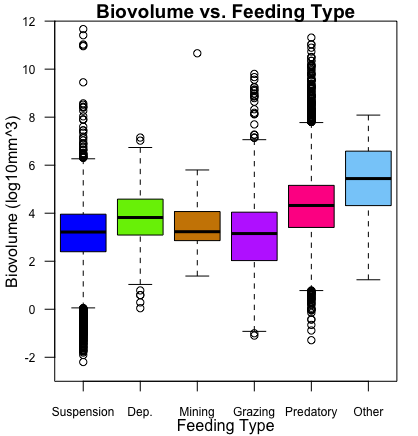 Biovolume vs. Feeding Type
Biovolume (log10mm^3)
12
10
8
6
4
2
0
-2
Suspension Dep. Mining Grazing Predatory Other
Feeding Type